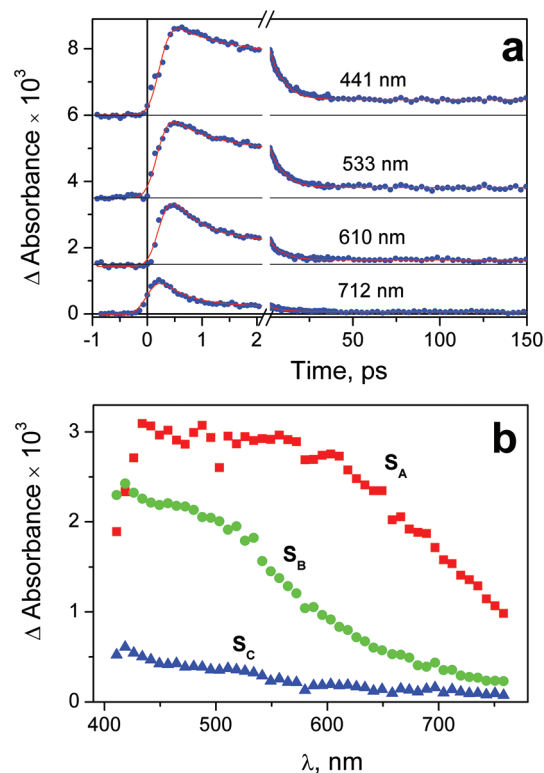 a
Δ Absorbance × 10³
8
6
4
2
0
441 nm
533 nm
610 nm
712 nm
-1 0 1 2 50 100 150
Time, ps
b
Δ Absorbance × 10³
3
2
1
0
S_A
S_B
S_C
400 500 600 700
λ, nm